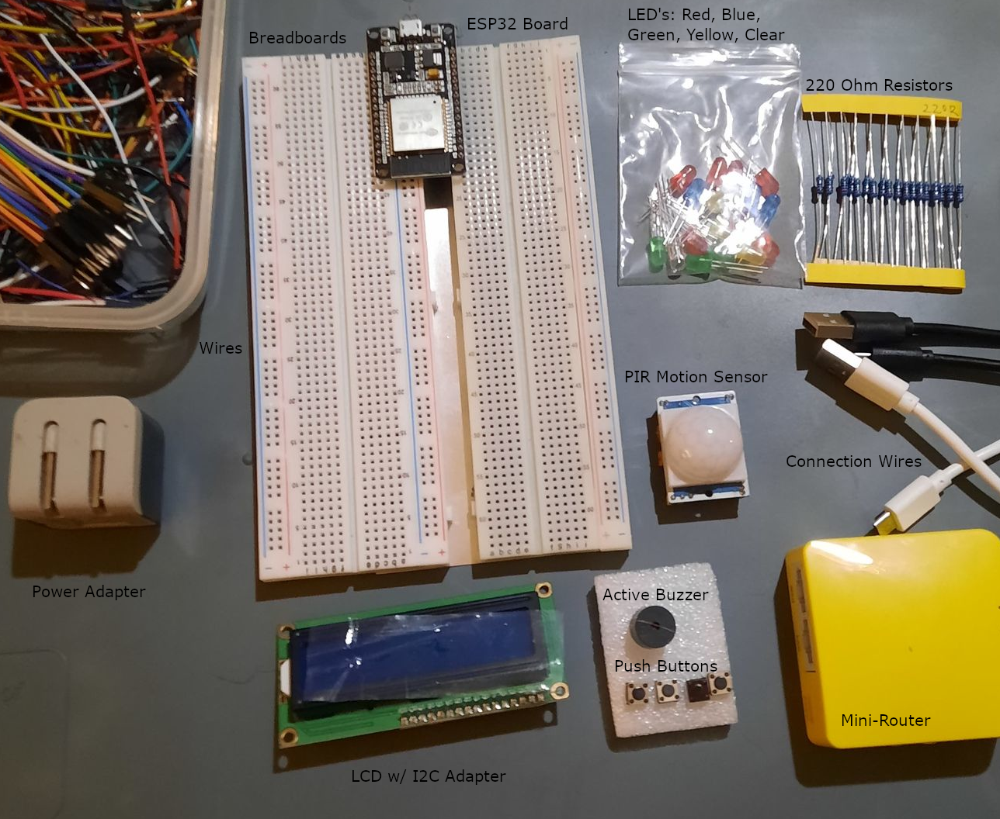 LED's: Red, Blue,
Green, Yellow, Clear
ESP32 Board
Breadboards
220 Ohm Resistors
220R
Wires
PIR Motion Sensor
Connection Wires
Power Adapter
Active Buzzer
Push Buttons
Mini-Router
LCD w/ I2C Adapter